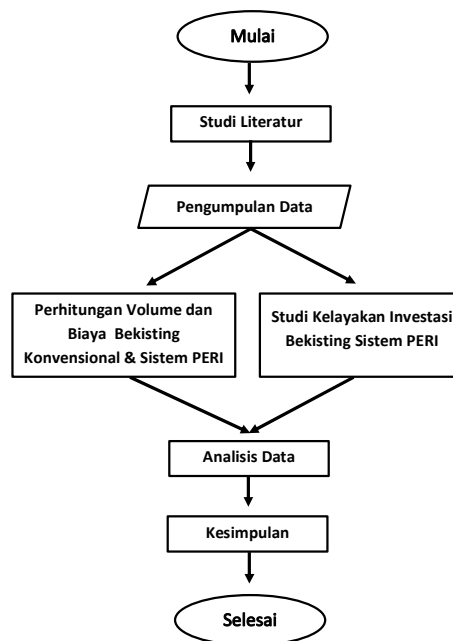 Mulai
Studi Literatur
Pengumpulan Data
Perhitungan Volume dan
Biaya Bekisting
Konvensional & Sistem PERI
Studi Kelayakan Investasi
Bekisting Sistem PERI
Analisis Data
Kesimpulan
Selesai